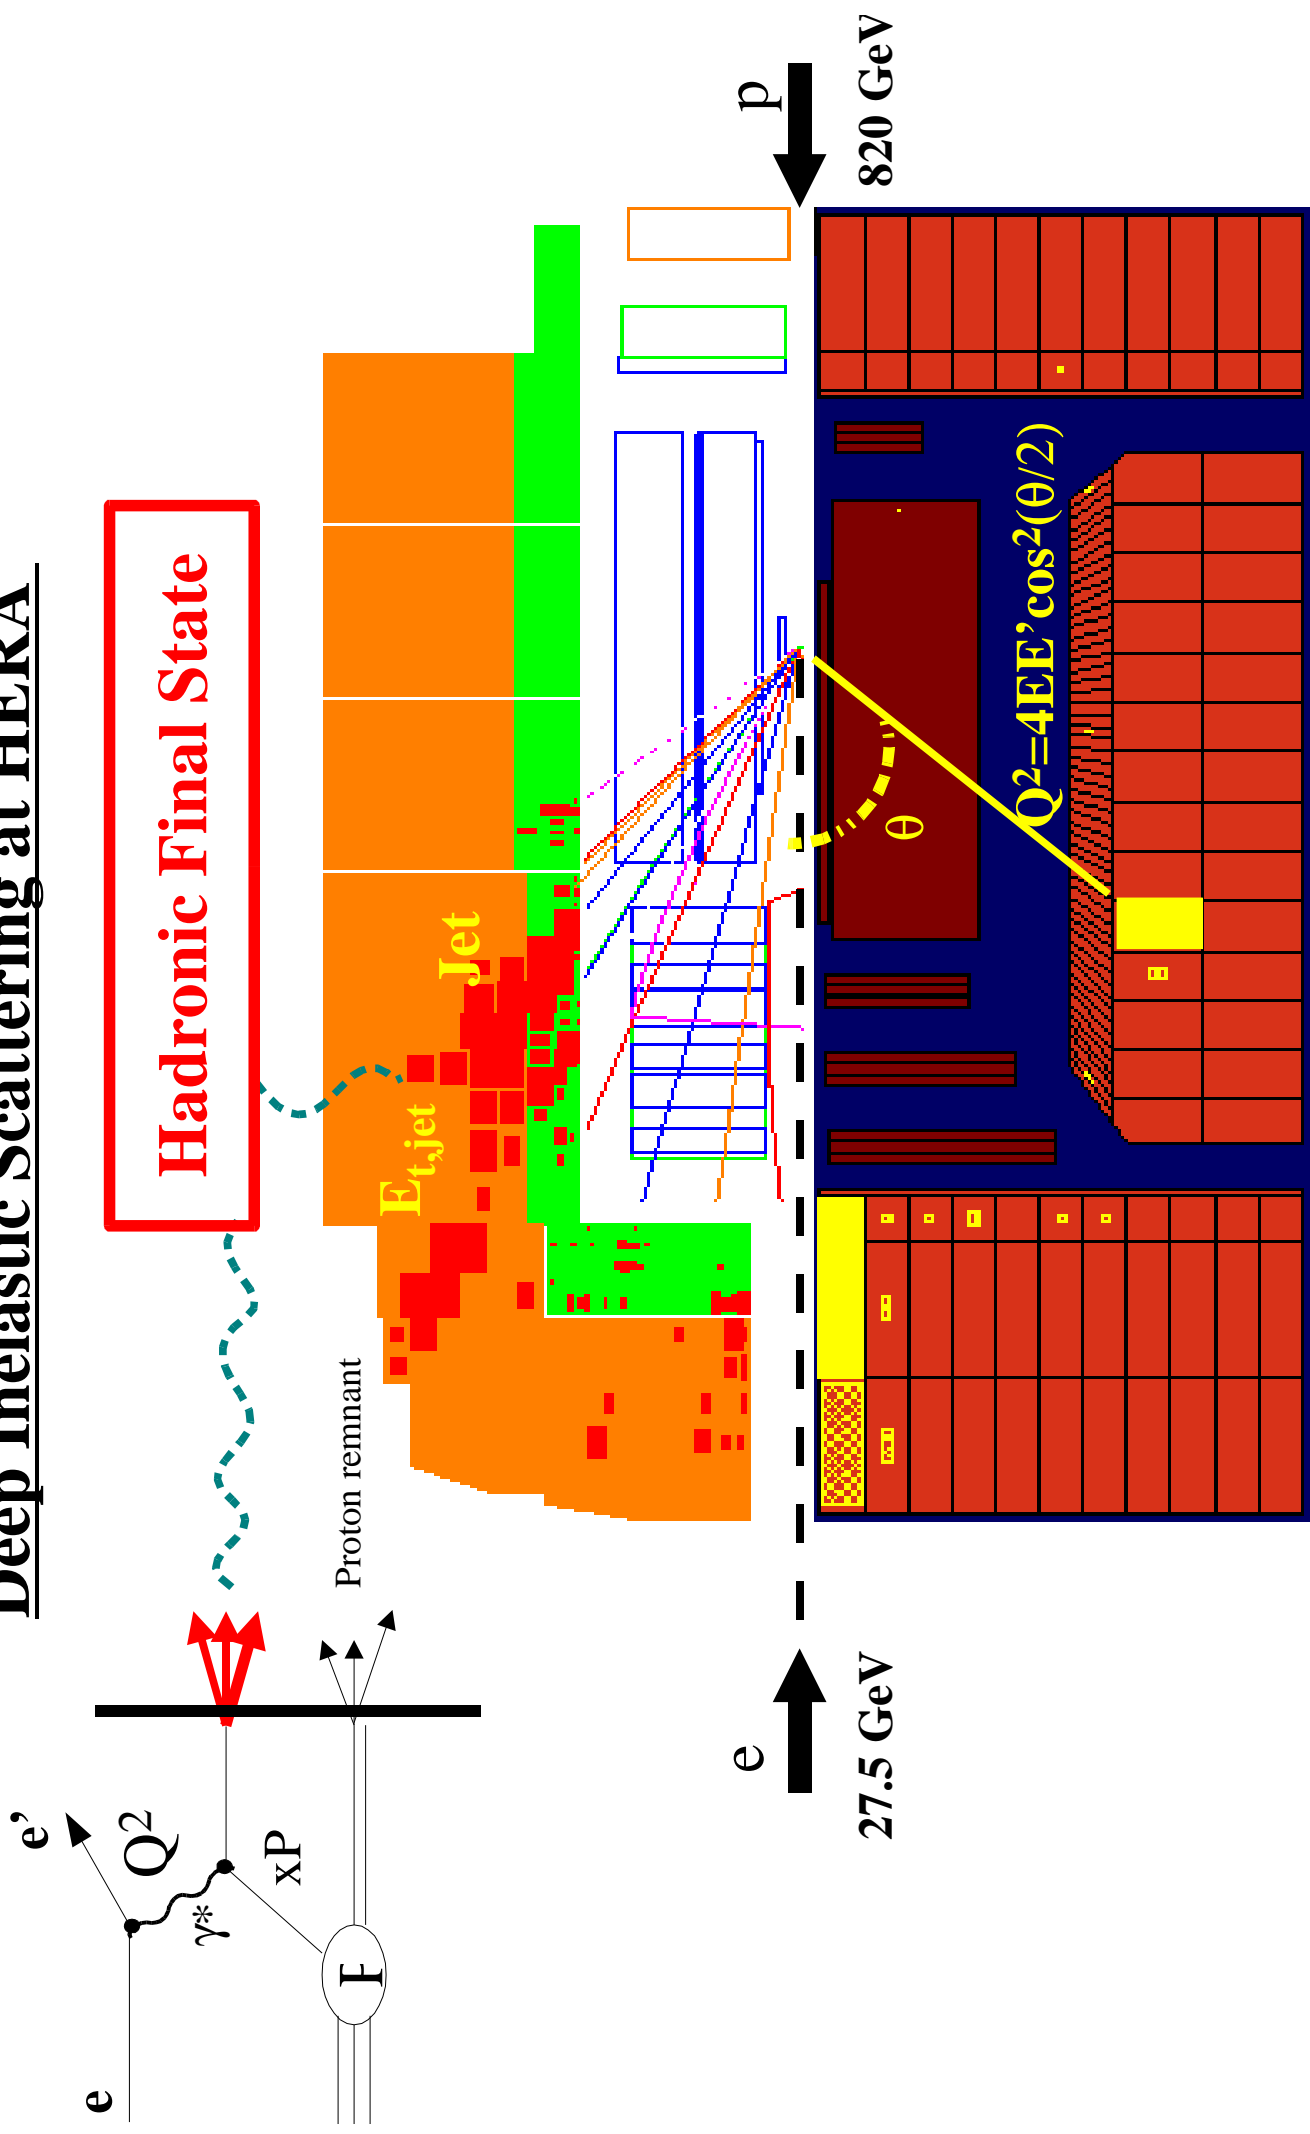 Deep Inelastic Scattering at HERA
e
e’
Q2
γ*
xP
P
Proton remnant
Hadronic Final State
Et,jet
Jet
e
27.5 GeV
p
820 GeV
θ
Q2=4EE’cos2(θ/2)